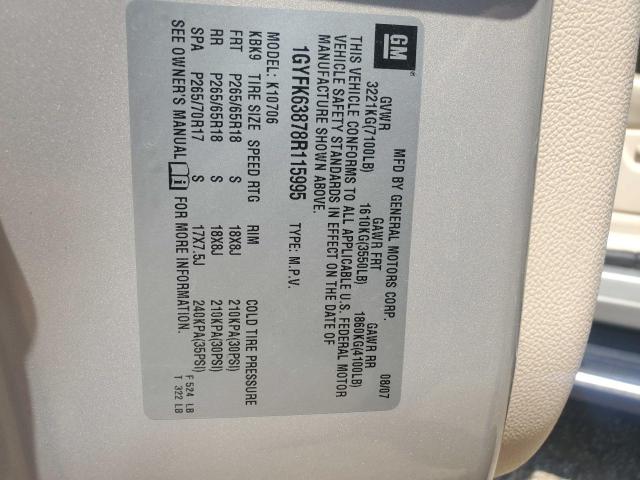 GM
MFD BY GENERAL MOTORS CORP. 08/07
GVWR GAWR FRT GAWR RR
3221KG(7100LB) 1610KG(3550LB) 1860KG(4100LB)
THIS VEHICLE CONFORMS TO ALL APPLICABLE U.S. FEDERAL MOTOR
VEHICLE SAFETY STANDARDS IN EFFECT ON THE DATE OF
MANUFACTURE SHOWN ABOVE.
1GYFK63878R115995 TYPE: M.P.V.
MODEL: K10706
KBK9 TIRE SIZE SPEED RTG RIM COLD TIRE PRESSURE
FRT P265/65R18 S 18X8J 210KPA(30PSI)
RR P265/65R18 S 18X8J 210KPA(30PSI)
SPA P265/70R17 S 17X7.5J 240KPA(35PSI)
SEE OWNER'S MANUAL i FOR MORE INFORMATION.
F 524 LB
T 322 LB